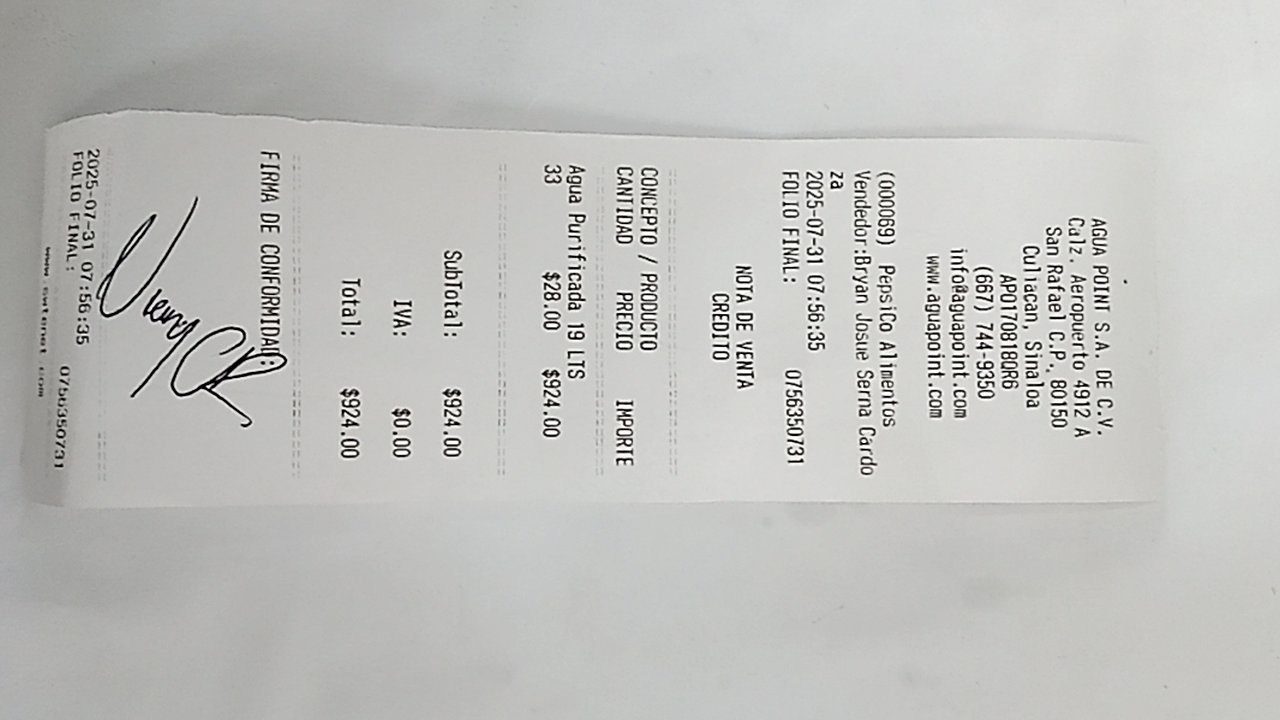 AGUA POINT S.A. DE C.V.
Calz. Aeropuerto 4912 A
San Rafael C.P. 80150
Culiacan, Sinaloa
APO170818QR6
(667) 744-9350
info@aguapoint.com
www.aguapoint.com
(000069) PepsiCo Alimentos
Vendedor:Bryan Josue Serna Cardo
za
2025-07-31 07:56:35
FOLIO FINAL: 0756350731
NOTA DE VENTA
CREDITO
CONCEPTO / PRODUCTO
CANTIDAD PRECIO IMPORTE
Agua Purificada 19 LTS
33 $28.00 $924.00
SubTotal: $924.00
IVA: $0.00
Total: $924.00
FIRMA DE CONFORMIDAD:
2025-07-31 07:56:35
FOLIO FINAL: 0756350731